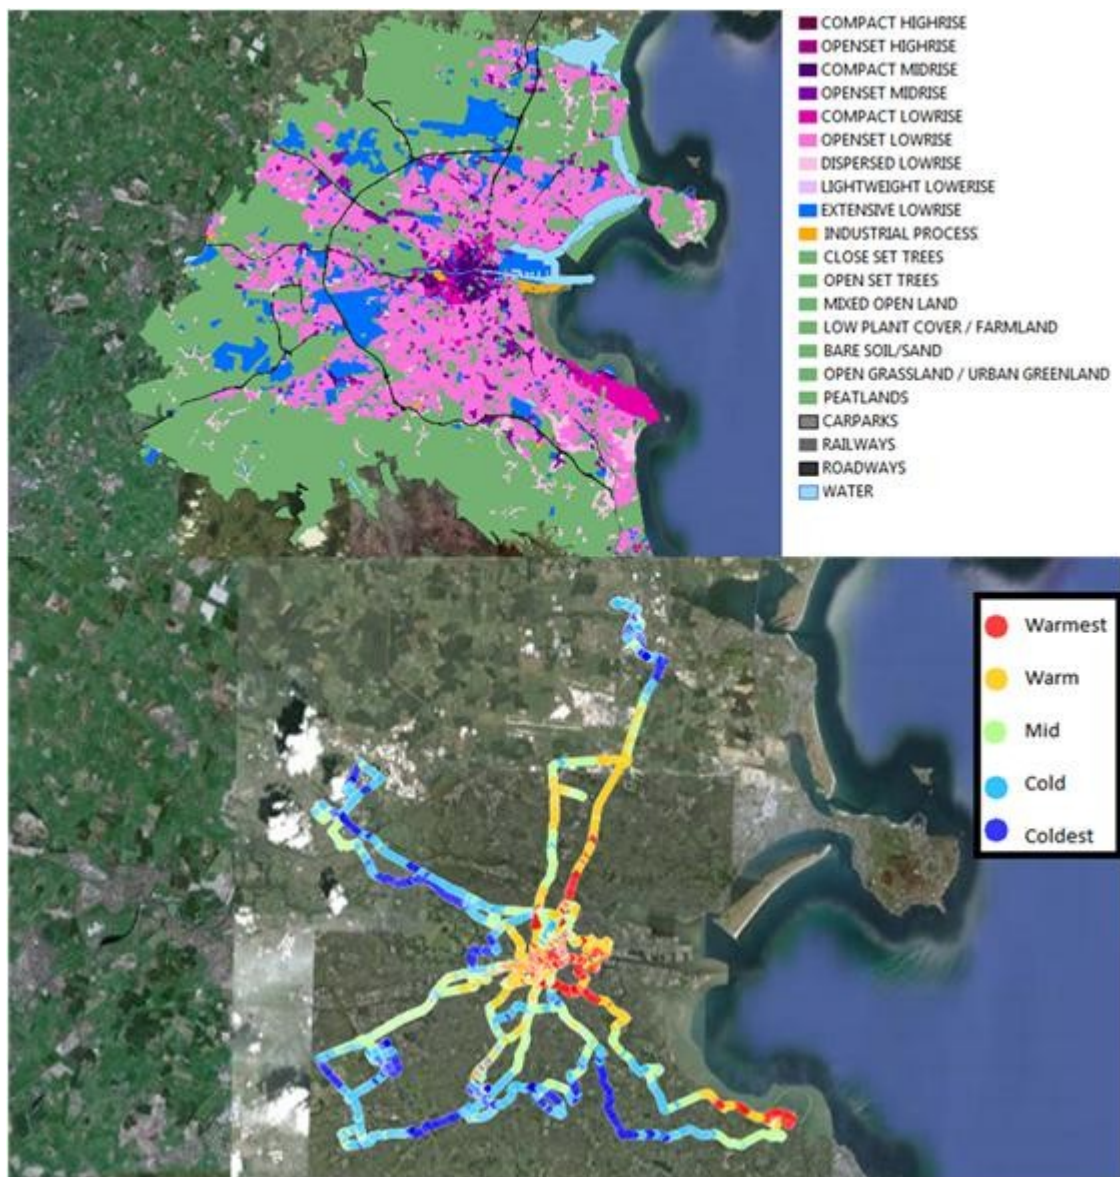 COMPACT HIGHRISE
OPENSET HIGHRISE
COMPACT MIDRISE
OPENSET MIDRISE
COMPACT LOWRISE
OPENSET LOWRISE
DISPERSED LOWRISE
LIGHTWEIGHT LOWERISE
EXTENSIVE LOWRISE
INDUSTRIAL PROCESS
CLOSE SET TREES
OPEN SET TREES
MIXED OPEN LAND
LOW PLANT COVER / FARMLAND
BARE SOIL/SAND
OPEN GRASSLAND / URBAN GREENLAND
PEATLANDS
CARPARKS
RAILWAYS
ROADWAYS
WATER
Warmest
Warm
Mid
Cold
Coldest